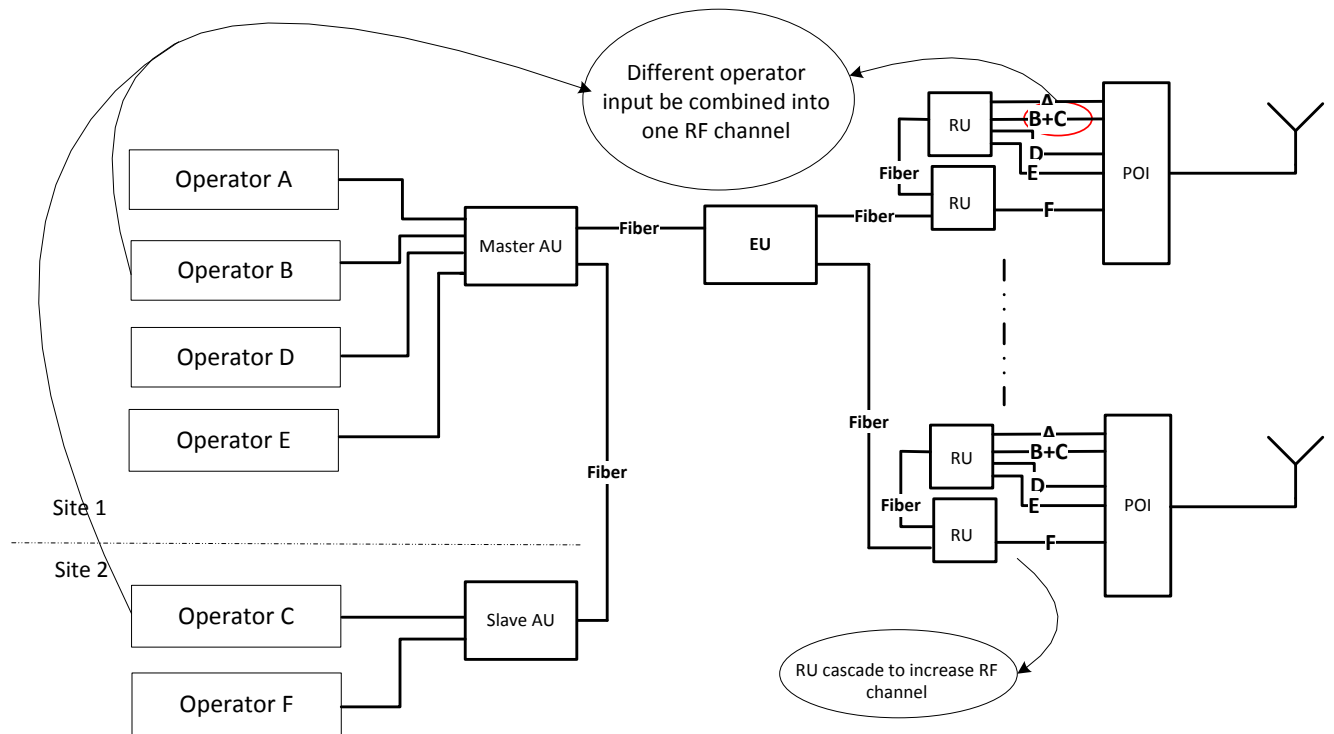 Different operator
input be combined into
one RF channel
Operator A
Operator B
Operator D
Operator E
Master AU
Fiber
EU
Fiber
RU
Fiber
RU
A
B+C
D
E
F
POI
Fiber
Fiber
RU
Fiber
RU
A
B+C
D
E
F
POI
Site 1
Site 2
Operator C
Operator F
Slave AU
RU cascade to increase RF
channel